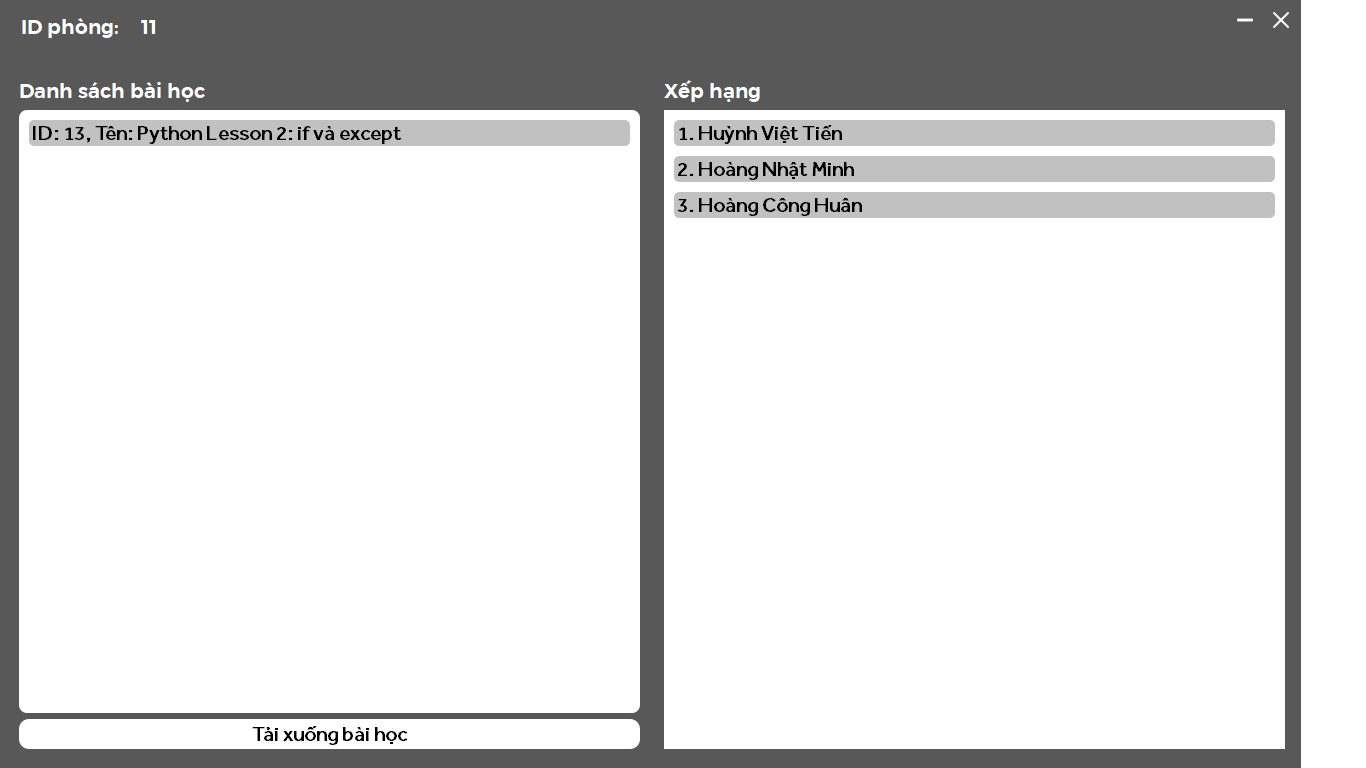 ID phòng: 11
Danh sách bài học
ID: 13, Tên: Python Lesson 2: if và except
Tải xuống bài học
Xếp hạng
1. Huỳnh Việt Tiến
2. Hoàng Nhật Minh
3. Hoàng Công Huân